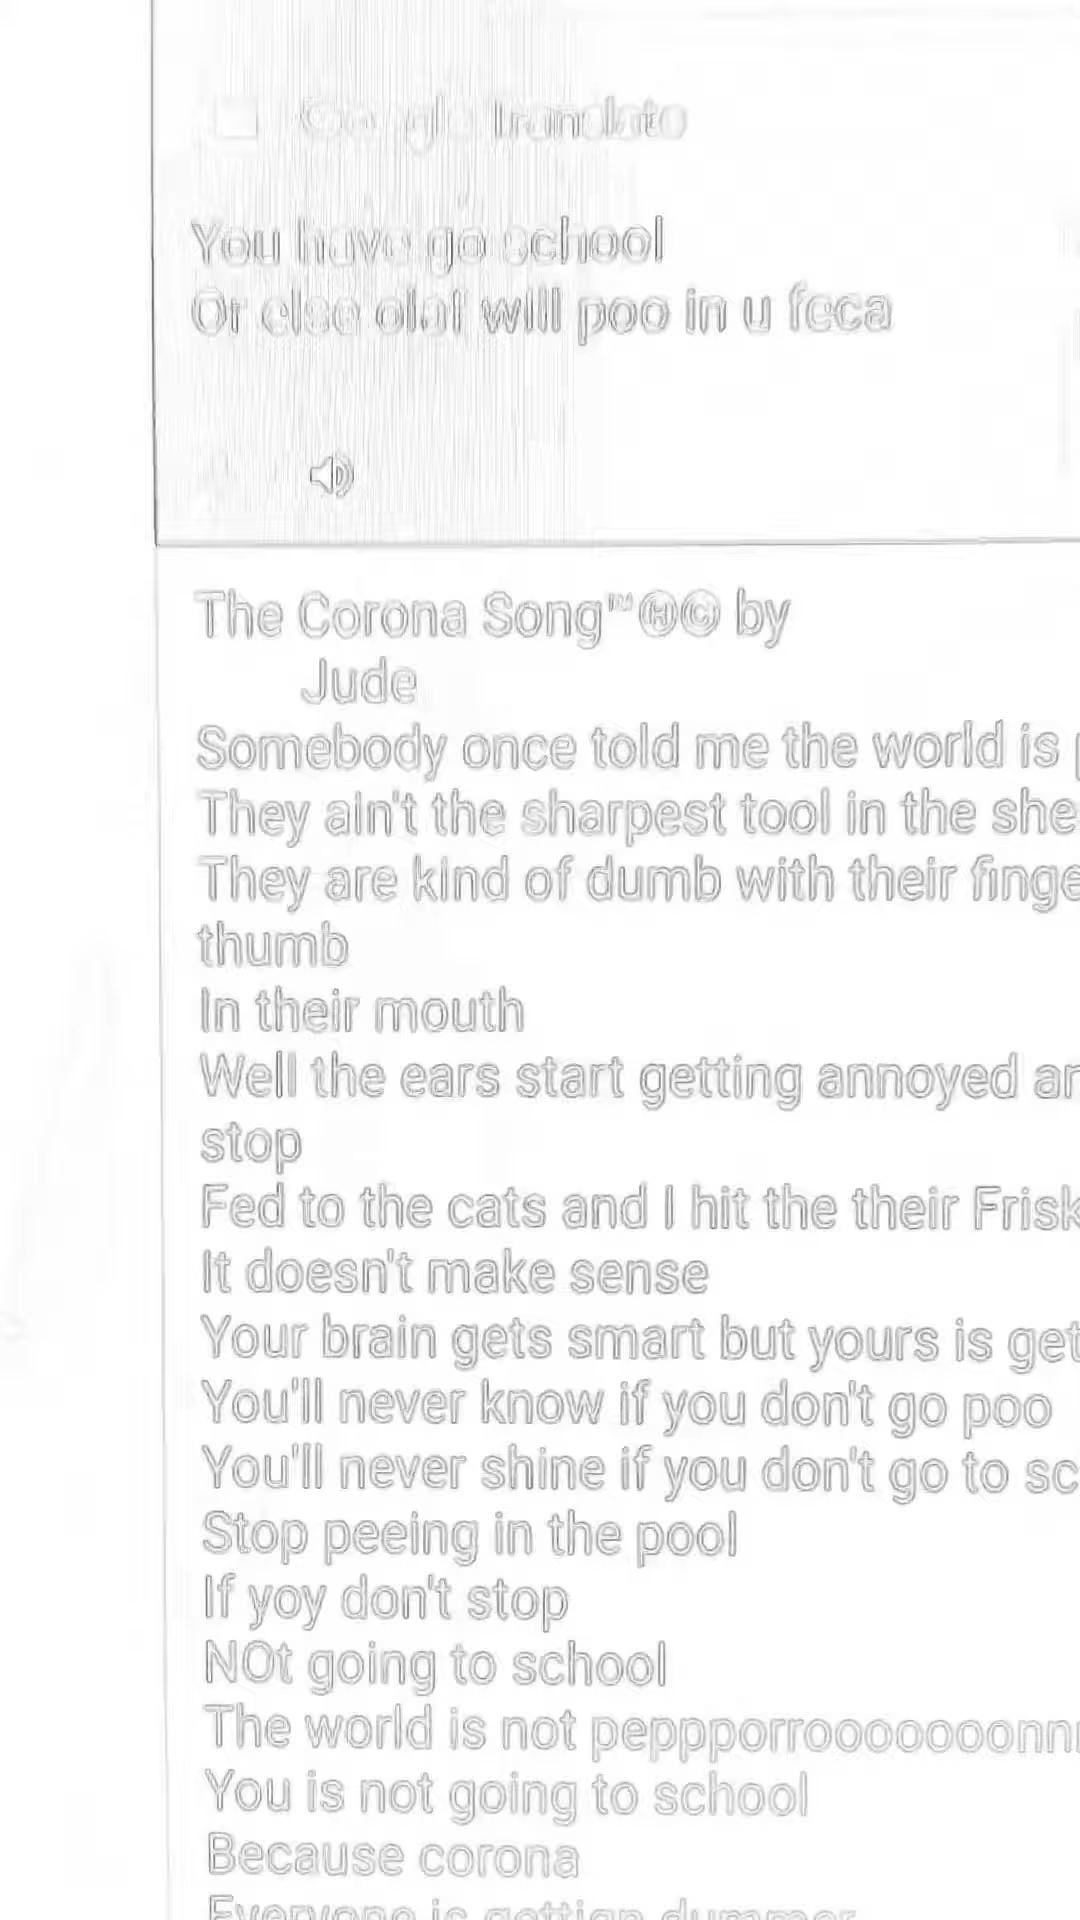 Google translate
You have go school
Or else olaf will poo in u feca
The Corona Song™®© by
Jude
Somebody once told me the world is
They ain't the sharpest tool in the she
They are kind of dumb with their finge
thumb
In their mouth
Well the ears start getting annoyed an
stop
Fed to the cats and I hit the their Frisk
It doesn't make sense
Your brain gets smart but yours is get
You'll never know if you don't go poo
You'll never shine if you don't go to sc
Stop peeing in the pool
If yoy don't stop
NOt going to school
The world is not peppporrooooooonn
You is not going to school
Because corona
Everyone is gettign dummer